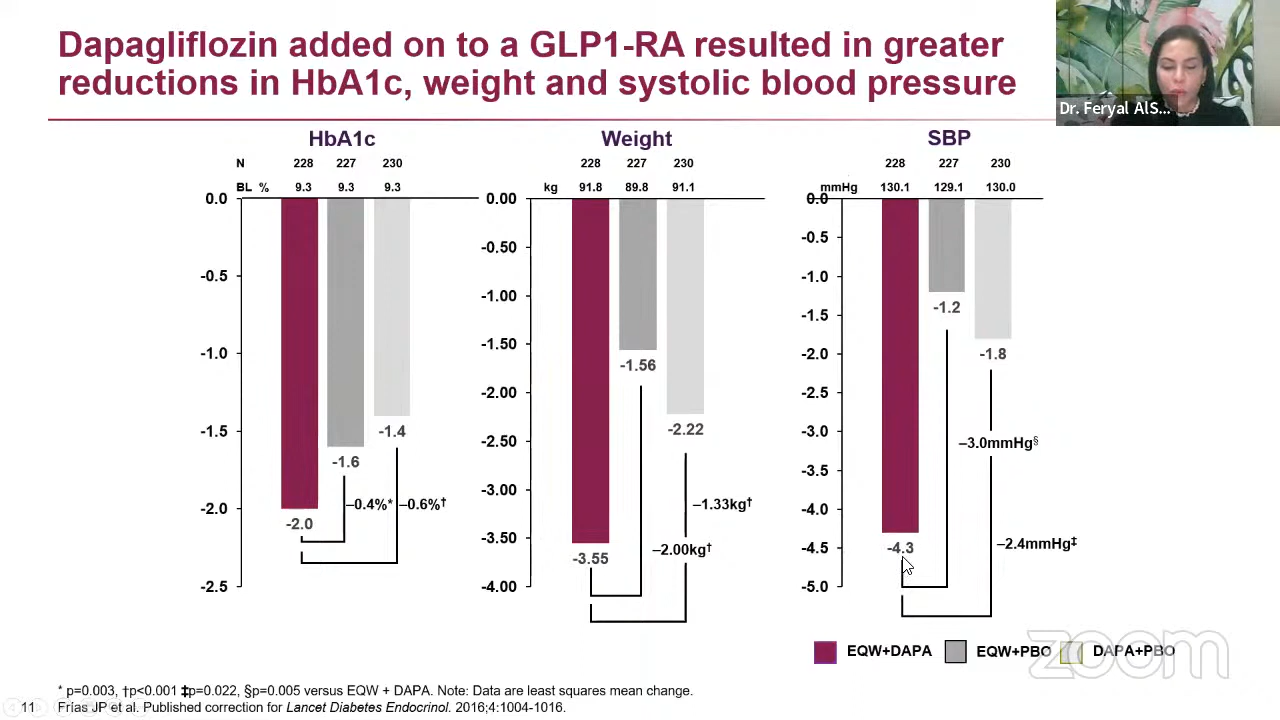 Dapagliflozin added on to a GLP1-RA resulted in greater
reductions in HbA1c, weight and systolic blood pressure
Dr. Feryal AlS...
HbA1c
N 228 227 230
BL % 9.3 9.3 9.3
0.0
-0.5
-1.0
-1.5
-2.0
-2.5
-2.0
-1.6
-1.4
–0.4%*
–0.6%†
Weight
228 227 230
kg 91.8 89.8 91.1
0.00
-0.50
-1.00
-1.50
-2.00
-2.50
-3.00
-3.50
-4.00
-3.55
-1.56
-2.22
–1.33kg†
–2.00kg†
SBP
228 227 230
mmHg 130.1 129.1 130.0
0.0
-0.5
-1.0
-1.5
-2.0
-2.5
-3.0
-3.5
-4.0
-4.5
-5.0
-4.3
-1.2
-1.8
–3.0mmHg§
–2.4mmHg‡
EQW+DAPA EQW+PBO DAPA+PBO
zoom
* p=0.003, †p<0.001 ‡p=0.022, §p=0.005 versus EQW + DAPA. Note: Data are least squares mean change.
11 Frías JP et al. Published correction for Lancet Diabetes Endocrinol. 2016;4:1004-1016.